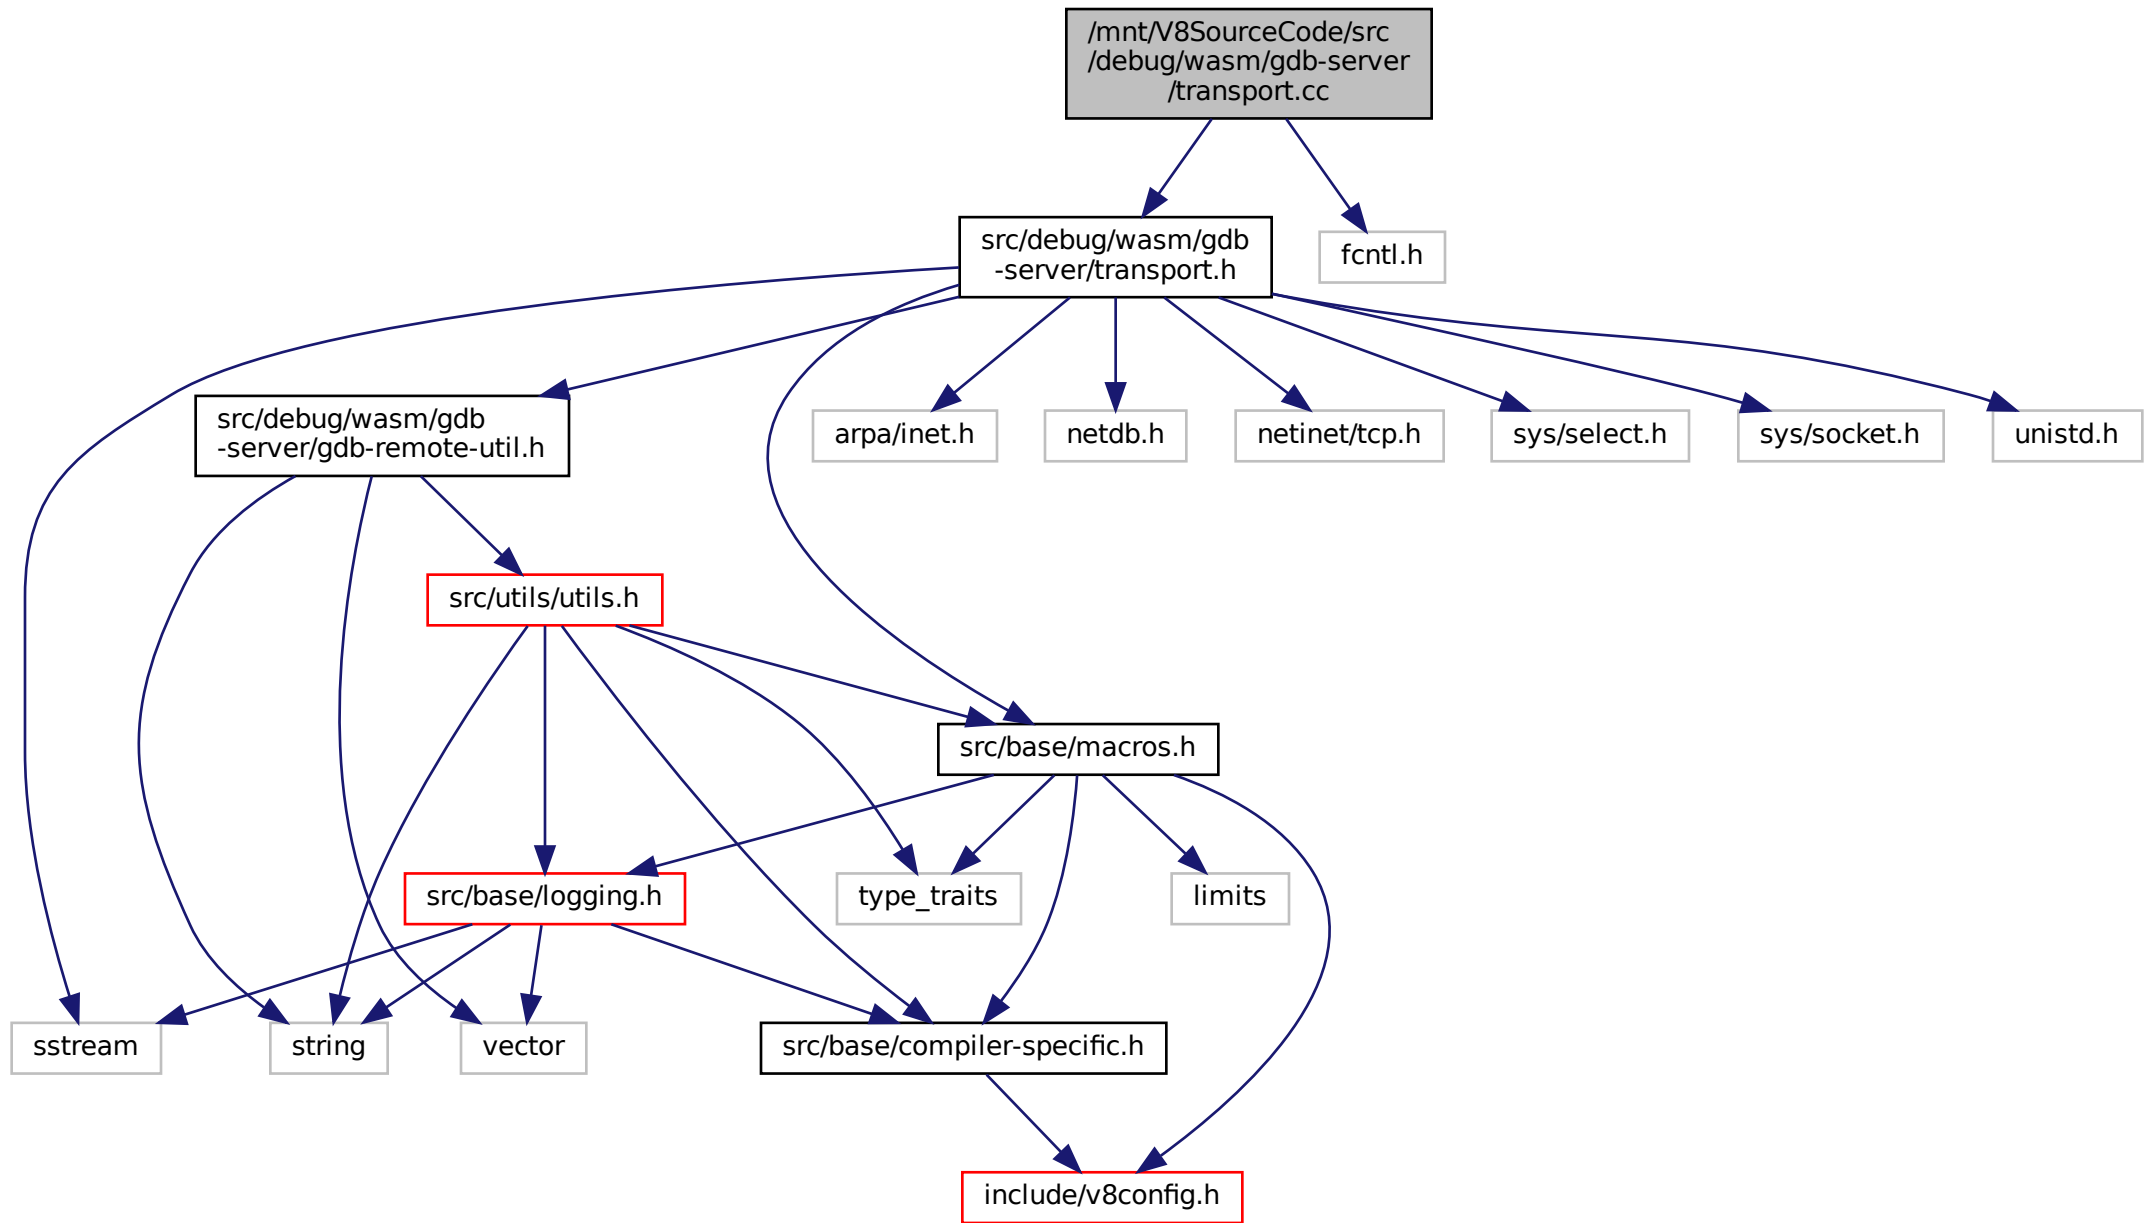 /mnt/V8SourceCode/src
/debug/wasm/gdb-server
/transport.cc
src/debug/wasm/gdb
-server/transport.h
fcntl.h
src/debug/wasm/gdb
-server/gdb-remote-util.h
arpa/inet.h
netdb.h
netinet/tcp.h
sys/select.h
sys/socket.h
unistd.h
src/utils/utils.h
src/base/macros.h
src/base/logging.h
type_traits
limits
sstream
string
vector
src/base/compiler-specific.h
include/v8config.h